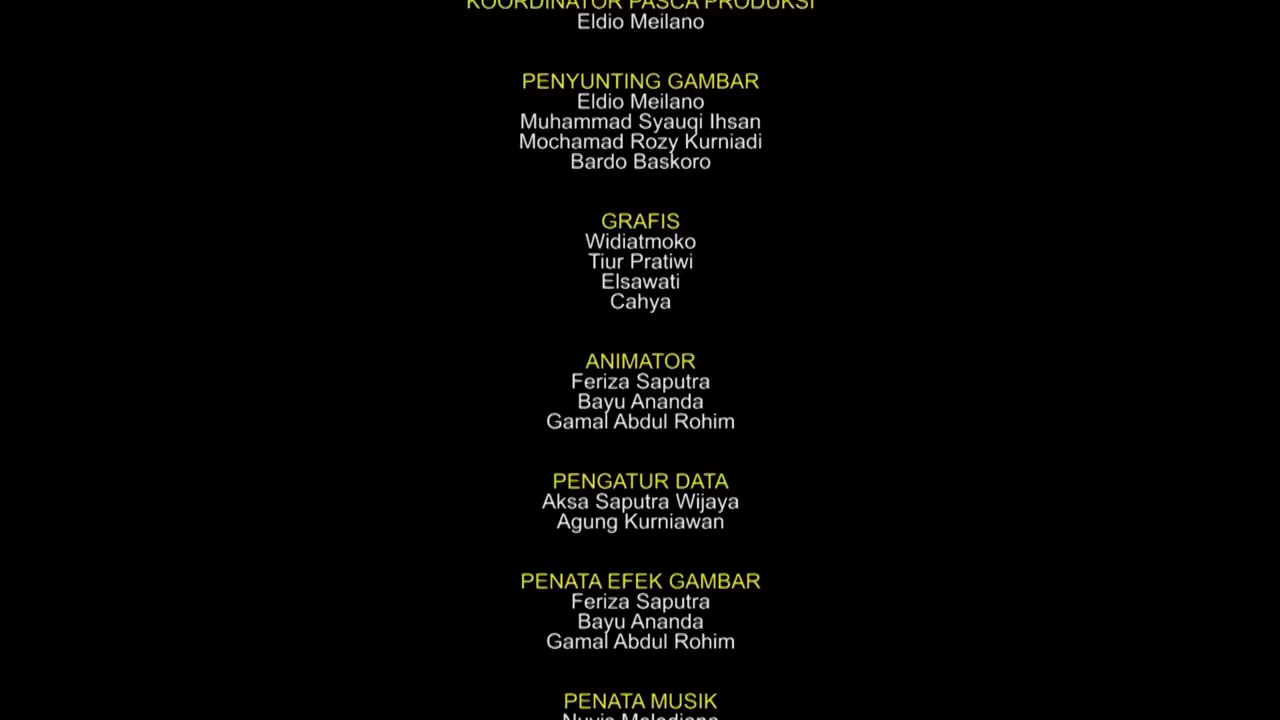 KOORDINATOR PASCA PRODUKSI
Eldio Meilano
PENYUNTING GAMBAR
Eldio Meilano
Muhammad Syauqi Ihsan
Mochamad Rozy Kurniadi
Bardo Baskoro
GRAFIS
Widiatmoko
Tiur Pratiwi
Elsawati
Cahya
ANIMATOR
Feriza Saputra
Bayu Ananda
Gamal Abdul Rohim
PENGATUR DATA
Aksa Saputra Wijaya
Agung Kurniawan
PENATA EFEK GAMBAR
Feriza Saputra
Bayu Ananda
Gamal Abdul Rohim
PENATA MUSIK